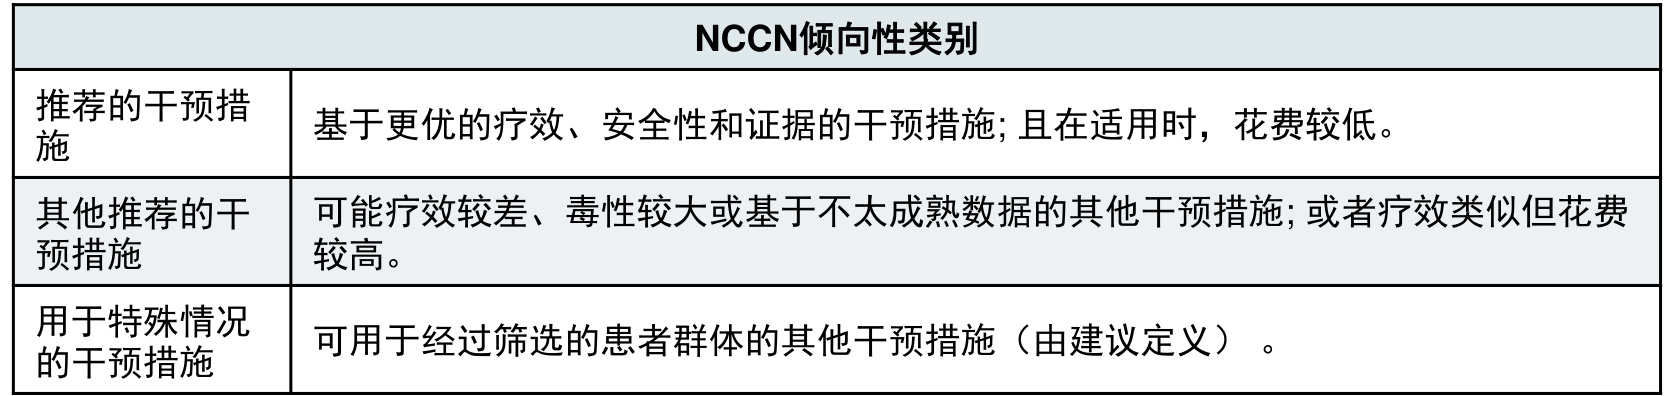 NCCN倾向性类别
推荐的干预措
施
基于更优的疗效、安全性和证据的干预措施; 且在适用时，花费较低。
其他推荐的干
预措施
可能疗效较差、毒性较大或基于不太成熟数据的其他干预措施; 或者疗效类似但花费
较高。
用于特殊情况
的干预措施
可用于经过筛选的患者群体的其他干预措施（由建议定义） 。